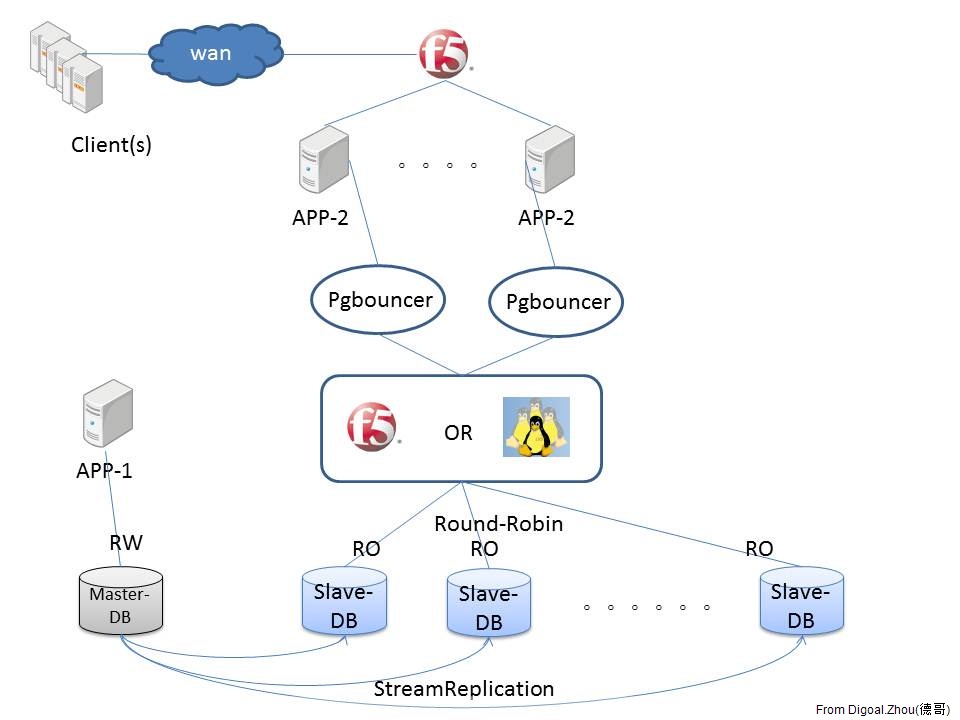 wan
f5
Client(s)
APP-2
APP-2
Pgbouncer
Pgbouncer
f5
OR
APP-1
Round-Robin
RW
RO
RO
RO
Master-
DB
Slave-
DB
Slave-
DB
Slave-
DB
StreamReplication
From Digoal.Zhou(德哥)